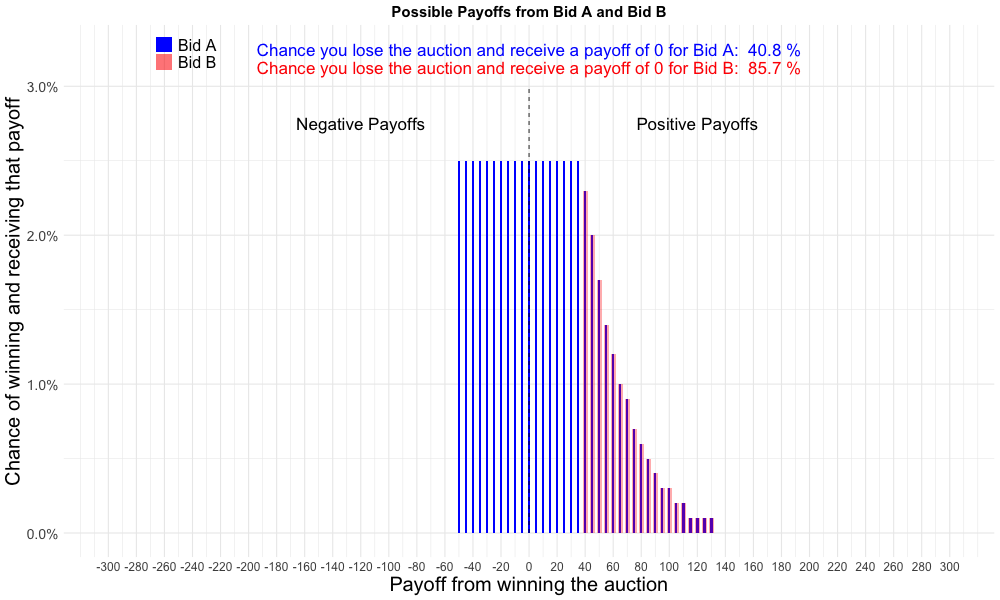 Possible Payoffs from Bid A and Bid B
Bid A
Bid B
Chance you lose the auction and receive a payoff of 0 for Bid A:  40.8 %
Chance you lose the auction and receive a payoff of 0 for Bid B:  85.7 %
Negative Payoffs
Positive Payoffs
Chance of winning and receiving that payoff
3.0%
2.0%
1.0%
0.0%
-300 -280 -260 -240 -220 -200 -180 -160 -140 -120 -100 -80 -60 -40 -20 0 20 40 60 80 100 120 140 160 180 200 220 240 260 280 300
Payoff from winning the auction